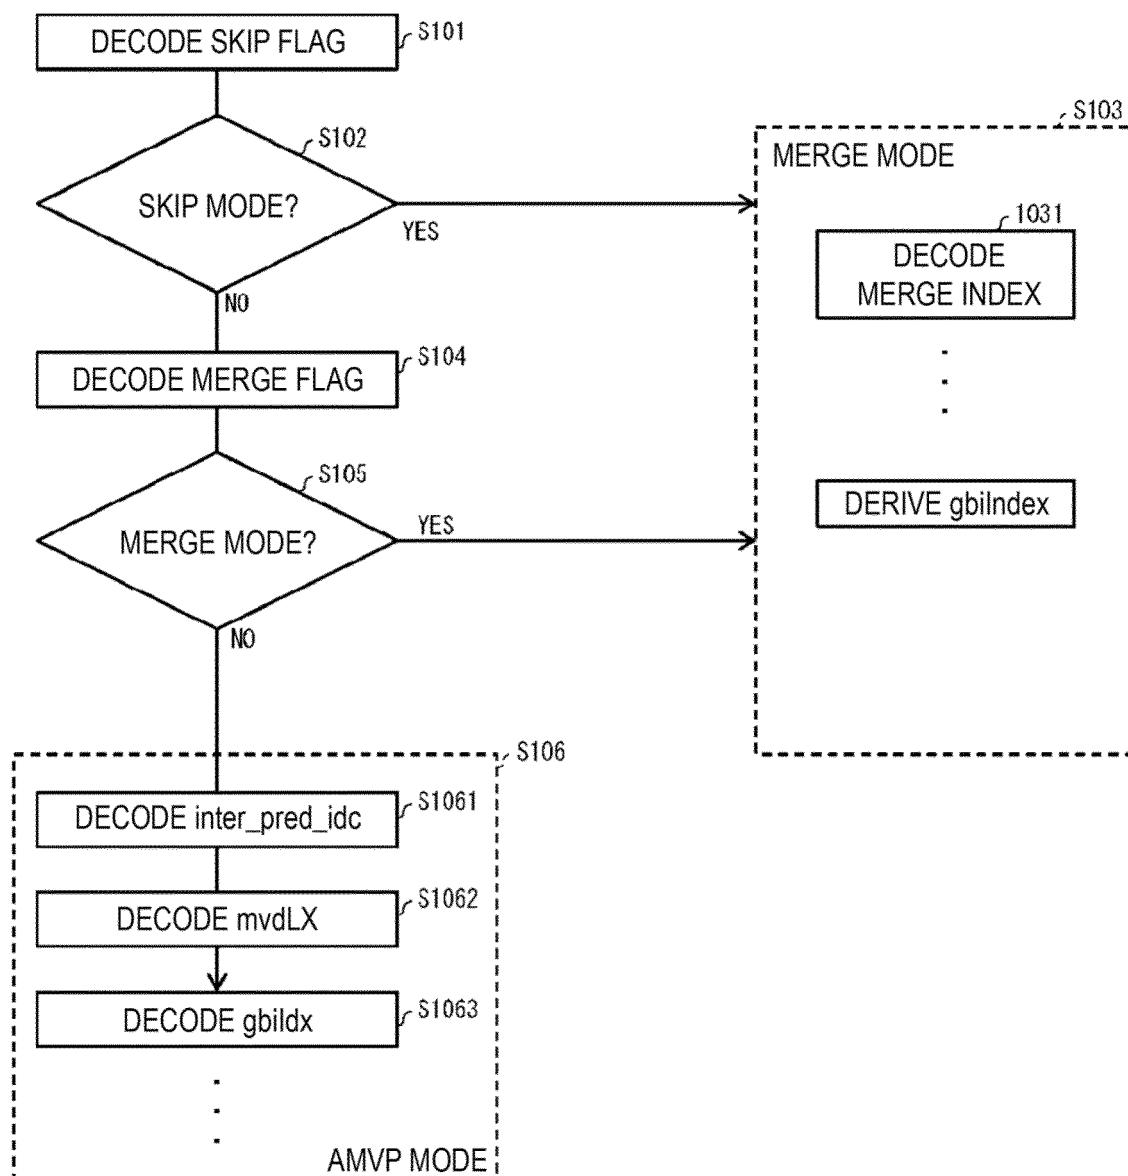 DECODE SKIP FLAG
S101
S102
SKIP MODE?
YES
NO
S103
MERGE MODE
1031
DECODE
MERGE INDEX
DERIVE gbiIndex
DECODE MERGE FLAG
S104
S105
MERGE MODE?
YES
NO
S106
DECODE inter_pred_idc
S1061
DECODE mvdLX
S1062
DECODE gbiIdx
S1063
AMVP MODE